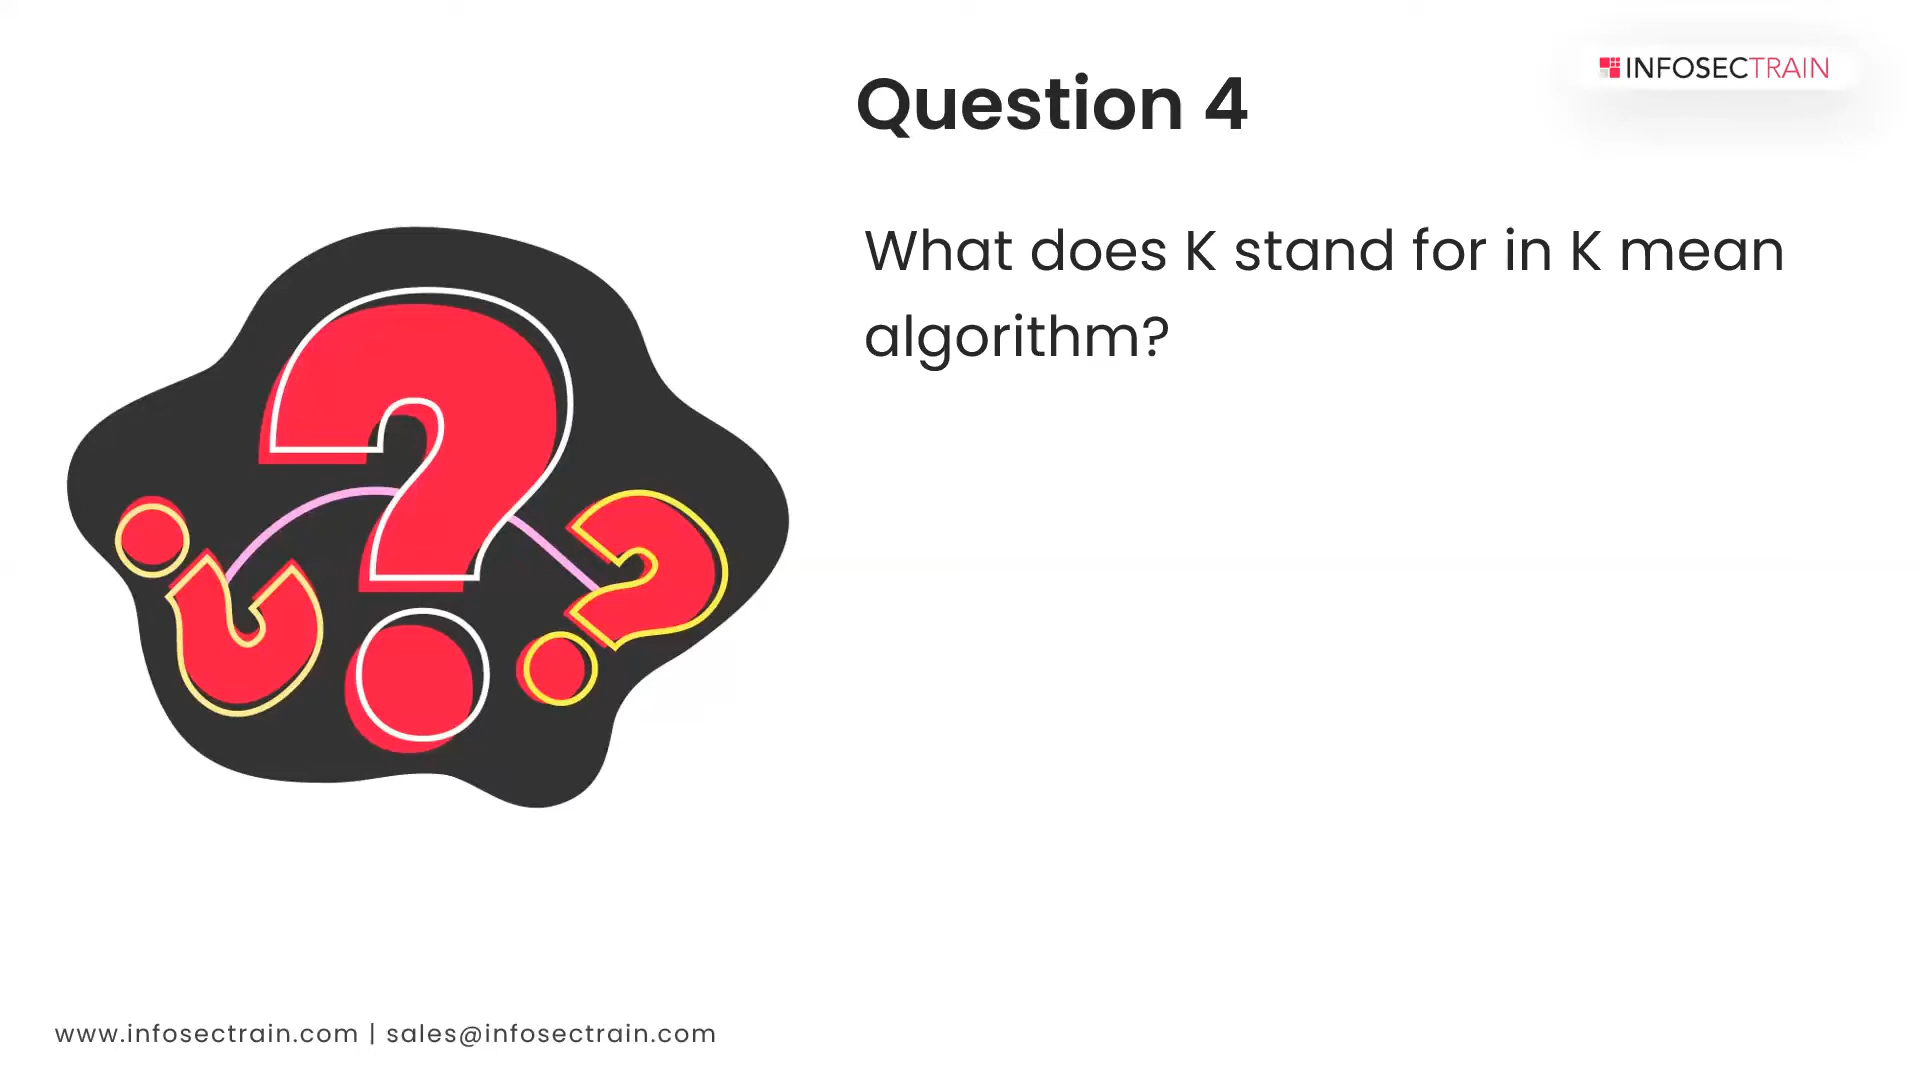 INFOSECTRAIN
Question 4
What does K stand for in K mean
algorithm?
www.infosectrain.com | sales@infosectrain.com